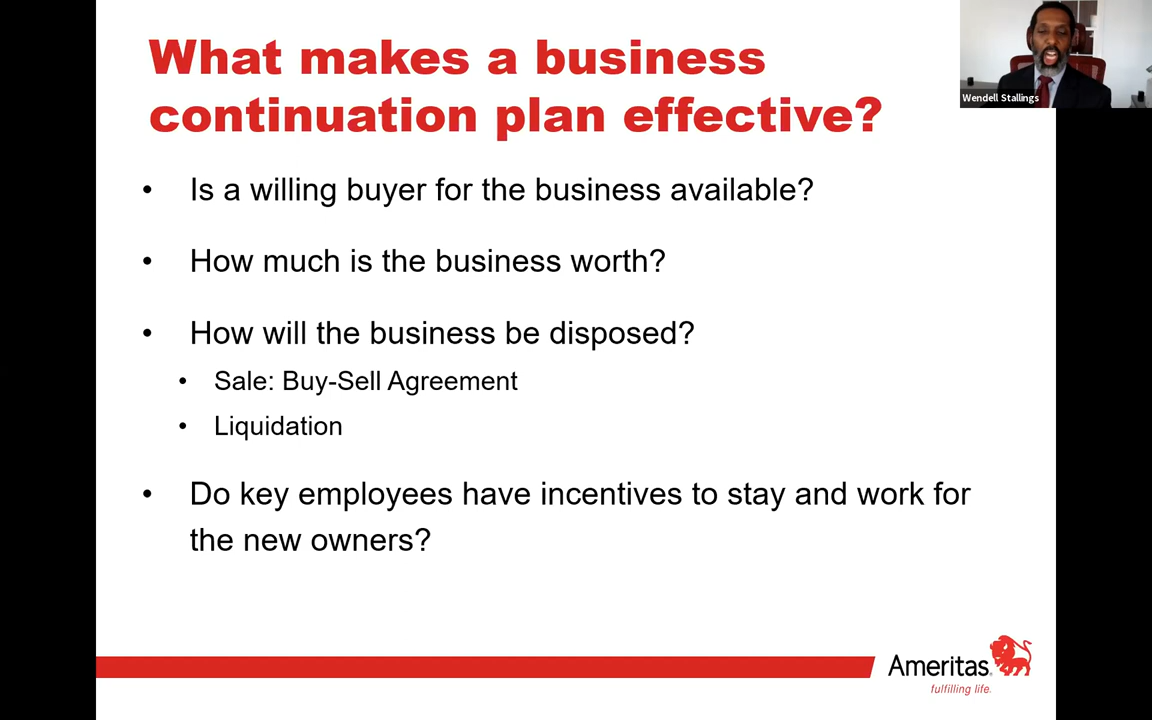 What makes a business
continuation plan effective?
Wendell Stallings
• Is a willing buyer for the business available?
• How much is the business worth?
• How will the business be disposed?
• Sale: Buy-Sell Agreement
• Liquidation
• Do key employees have incentives to stay and work for
the new owners?
Ameritas
fulfilling life.